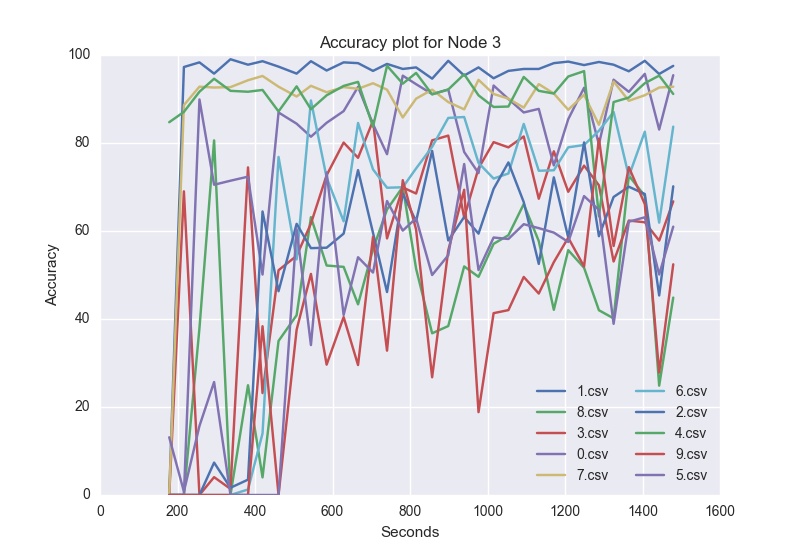 Accuracy plot for Node 3
100
80
60
40
20
0
Accuracy
0 200 400 600 800 1000 1200 1400 1600
Seconds
1.csv 6.csv
8.csv 2.csv
3.csv 4.csv
0.csv 9.csv
7.csv 5.csv